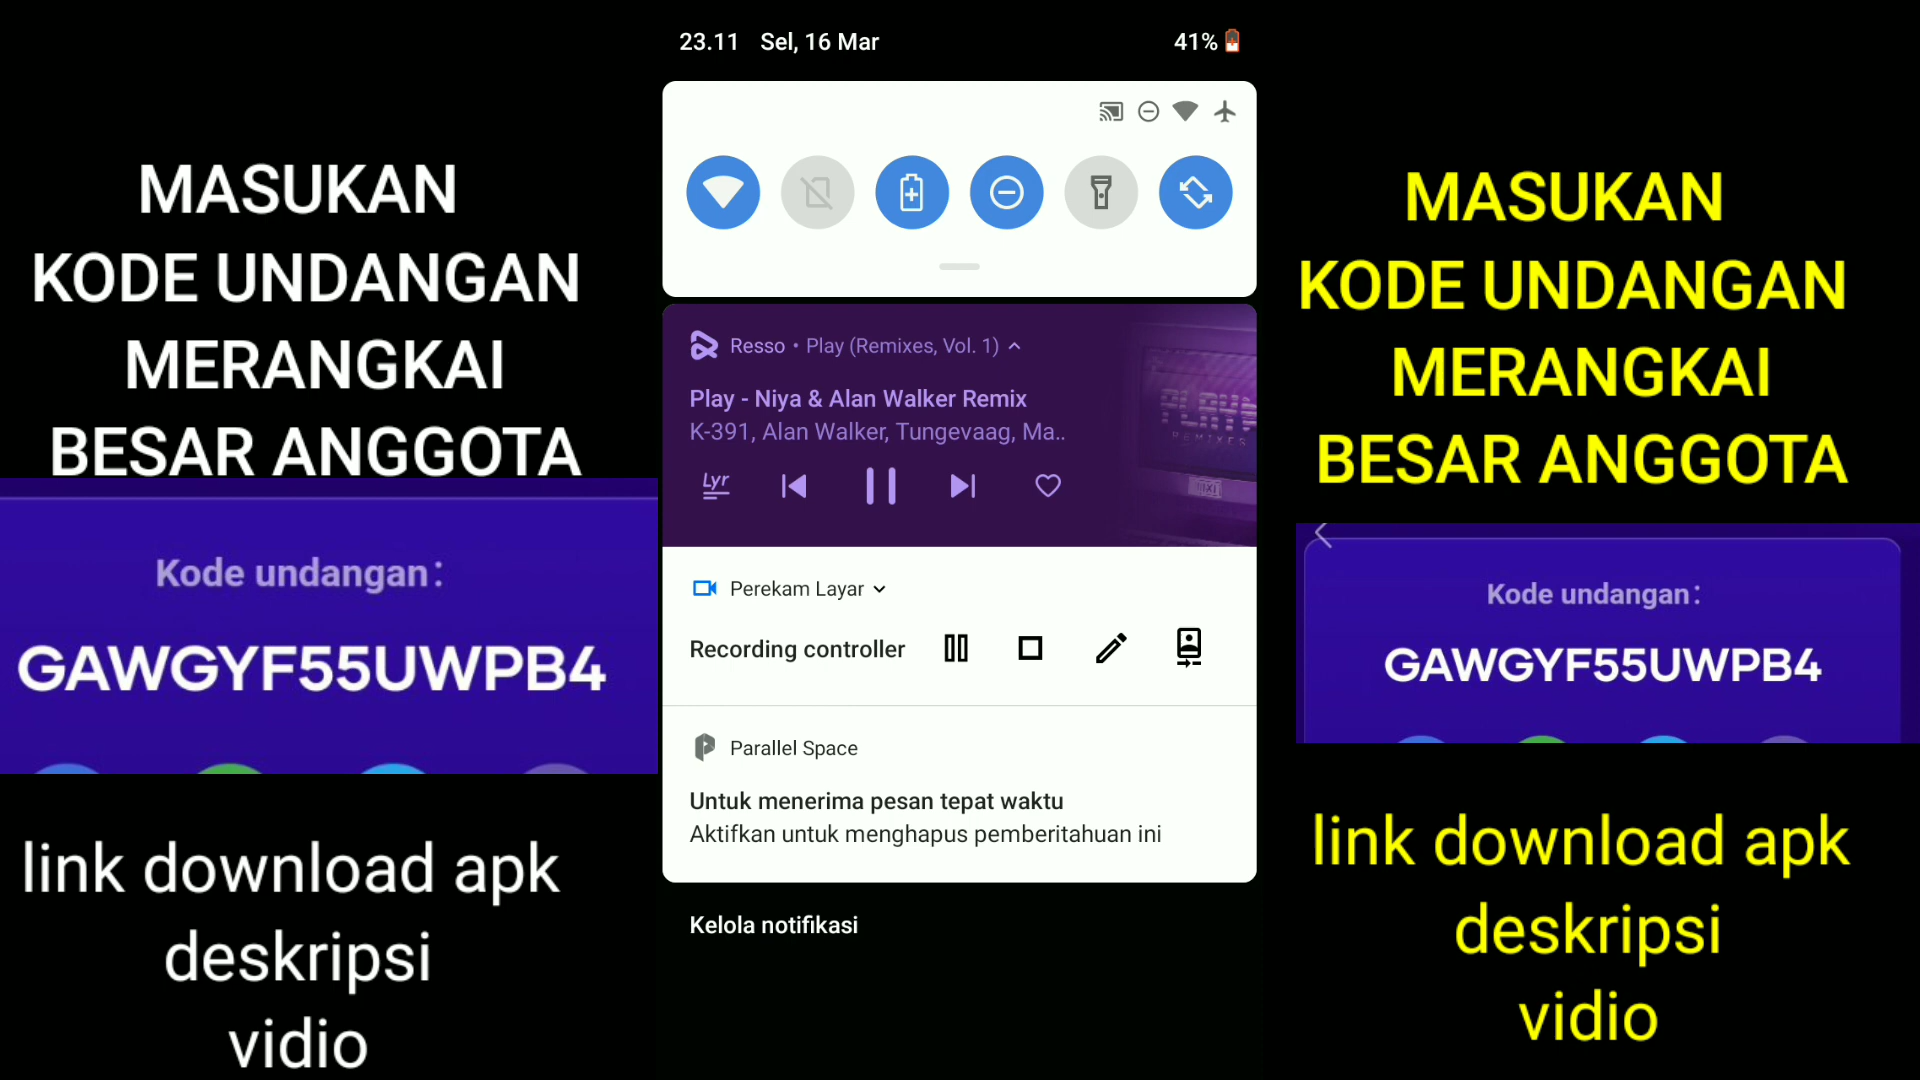 MASUKAN
KODE UNDANGAN
MERANGKAI
BESAR ANGGOTA
Kode undangan:
GAWGYF55UWPB4
link download apk
deskripsi
vidio
23.11 Sel, 16 Mar 41%
Resso • Play (Remixes, Vol. 1)
Play - Niya & Alan Walker Remix
K-391, Alan Walker, Tungevaag, Ma..
Lyr
PLAY
REMIXES
Perekam Layar
Recording controller
Parallel Space
Untuk menerima pesan tepat waktu
Aktifkan untuk menghapus pemberitahuan ini
Kelola notifikasi
MASUKAN
KODE UNDANGAN
MERANGKAI
BESAR ANGGOTA
Kode undangan:
GAWGYF55UWPB4
link download apk
deskripsi
vidio